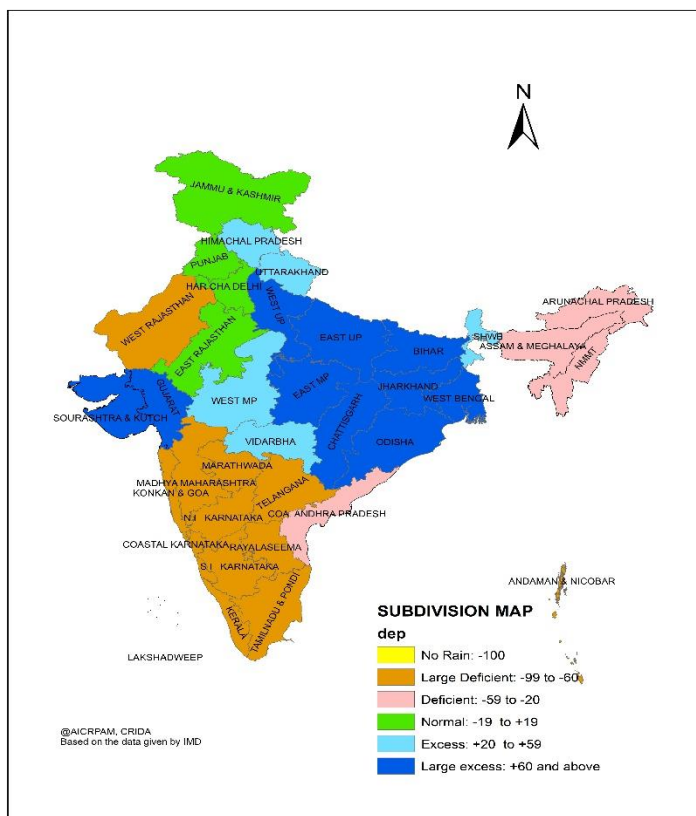 N
JAMMU & KASHMIR
HIMACHAL PRADESH
PUNJAB
UTTARAKHAND
HAR CHA DELHI
WEST UP
WEST RAJASTHAN
EAST RAJASTHAN
EAST UP
BIHAR
SHWB
ARUNACHAL PRADESH
ASSAM & MEGHALAYA
NMMT
GUJARAT
SOURASHTRA & KUTCH
WEST MP
EAST MP
JHARKHAND
WEST BENGAL
CHATTISGARH
ODISHA
VIDARBHA
MARATHWADA
MADHYA MAHARASHTRA
KONKAN & GOA
TELANGANA
N.I KARNATAKA
COA ANDHRA PRADESH
COASTAL KARNATAKA
RAYALASEEMA
S.I KARNATAKA
KERALA
TAMILNADU & PONDI
LAKSHADWEEP
ANDAMAN & NICOBAR
SUBDIVISION MAP
dep
No Rain: -100
Large Deficient: -99 to -60
Deficient: -59 to -20
Normal: -19 to +19
Excess: +20 to +59
Large excess: +60 and above
@AICRPAM, CRIDA
Based on the data given by IMD